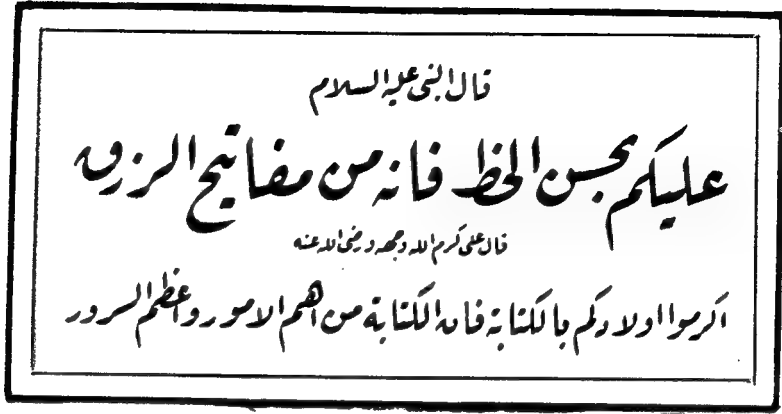 قال النبي عليه السلام
عليكم بحسن الخط فانه من مفاتيح الرزق
قال علي كرم الله وجهه ورضي الله عنه
اكرموا اولادكم بالكتابة فان الكتابة من اهم الامور واعظم السرور